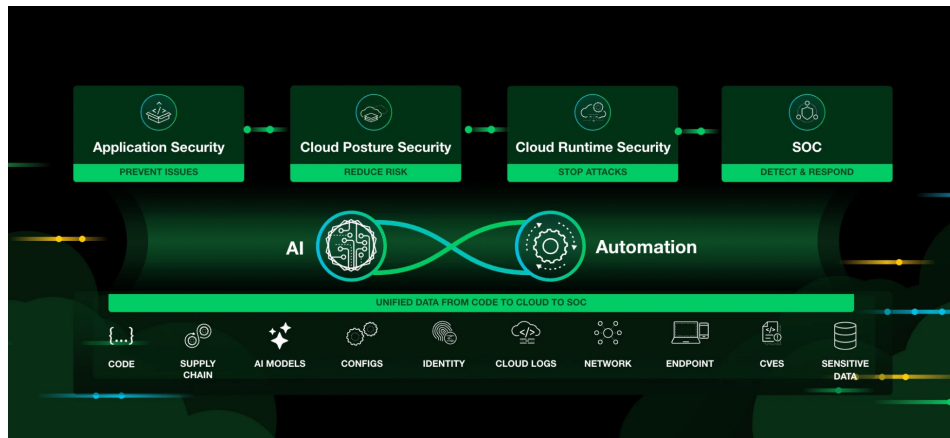 Application Security
PREVENT ISSUES
Cloud Posture Security
REDUCE RISK
Cloud Runtime Security
STOP ATTACKS
SOC
DETECT & RESPOND
AI
Automation
UNIFIED DATA FROM CODE TO CLOUD TO SOC
{...}
CODE
SUPPLY
CHAIN
AI MODELS
CONFIGS
IDENTITY
CLOUD LOGS
NETWORK
ENDPOINT
CVES
SENSITIVE
DATA